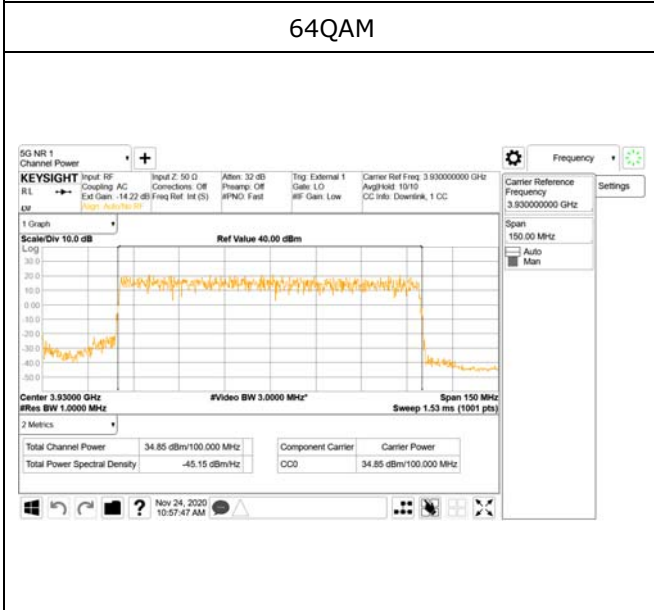 64QAM
5G NR 1
Channel Power
+
Frequency
KEYSIGHT Input: RF Input Z: 50 Ω Atten: 32 dB Trig: External 1 Carrier Ref Freq: 3.930000000 GHz
RL Coupling: AC Corrections: Off Preamp: Off Gate: LO Avg|Hold: 10/10
Ext Gain: -14.22 dB Freq Ref: Int (S) #PNO: Fast #IF Gain: Low CC Info: Downlink, 1 CC
Align: Auto/No RF
Carrier Reference Frequency
3.930000000 GHz
Settings
Span
150.00 MHz
Auto
Man
1 Graph
Scale/Div 10.0 dB Ref Value 40.00 dBm
Log
30.0
20.0
10.0
0.00
-10.0
-20.0
-30.0
-40.0
-50.0
Center 3.93000 GHz #Video BW 3.0000 MHz* Span 150 MHz
#Res BW 1.0000 MHz Sweep 1.53 ms (1001 pts)
2 Metrics
Total Channel Power 34.85 dBm/100.000 MHz Component Carrier Carrier Power
Total Power Spectral Density -45.15 dBm/Hz CC0 34.85 dBm/100.000 MHz
? Nov 24, 2020
10:57:47 AM